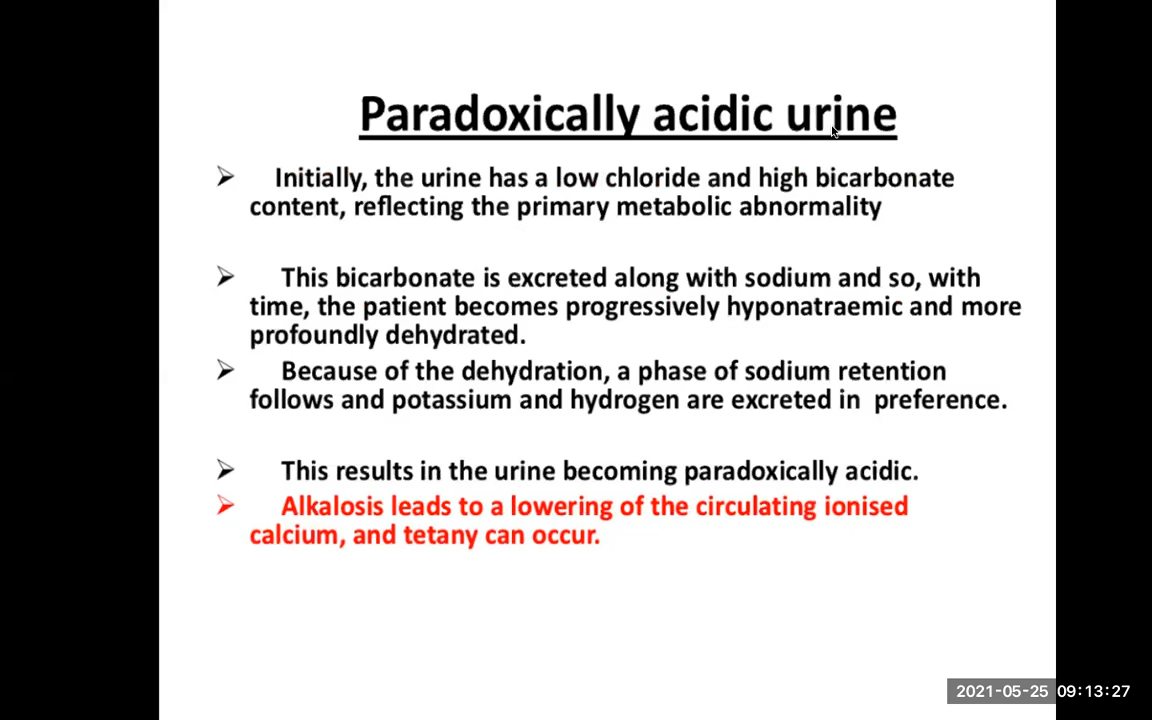 Paradoxically acidic urine
➢ Initially, the urine has a low chloride and high bicarbonate
content, reflecting the primary metabolic abnormality
➢ This bicarbonate is excreted along with sodium and so, with
time, the patient becomes progressively hyponatraemic and more
profoundly dehydrated.
➢ Because of the dehydration, a phase of sodium retention
follows and potassium and hydrogen are excreted in preference.
➢ This results in the urine becoming paradoxically acidic.
➢ Alkalosis leads to a lowering of the circulating ionised
calcium, and tetany can occur.
2021-05-25 09:13:27